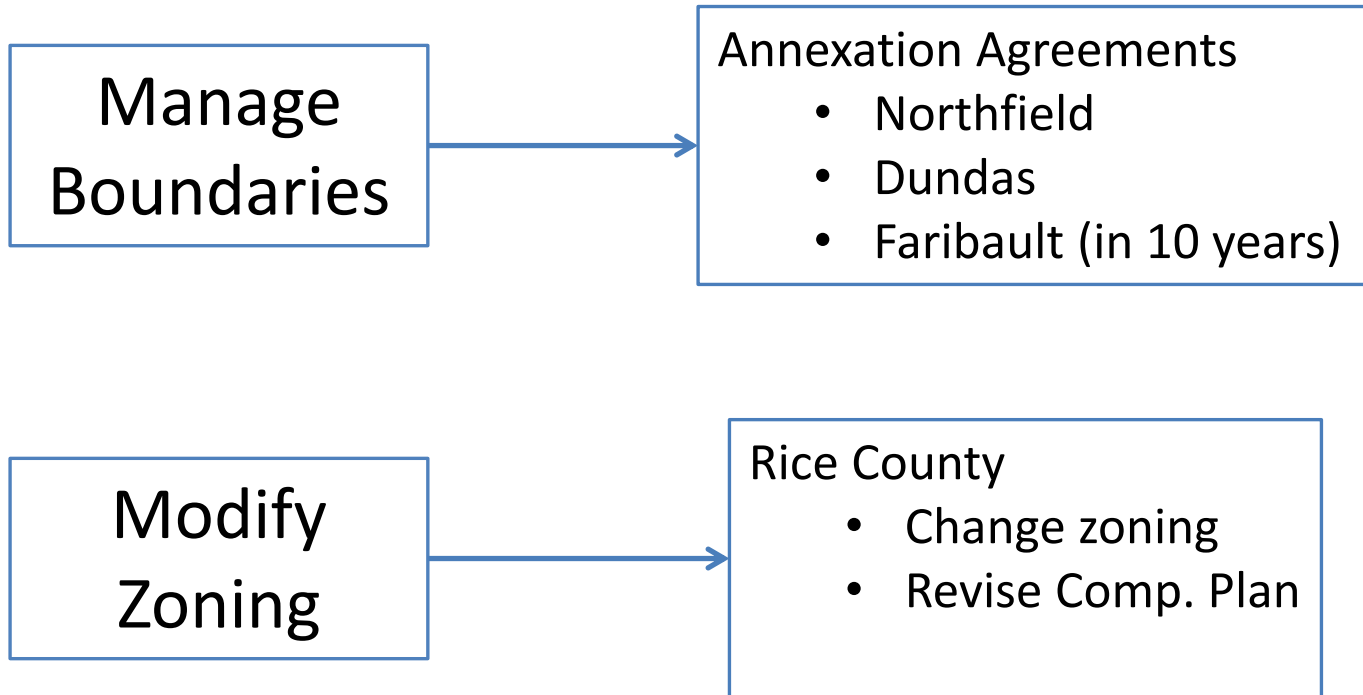 Manage
Boundaries
Annexation Agreements
• Northfield
• Dundas
• Faribault (in 10 years)
Modify
Zoning
Rice County
• Change zoning
• Revise Comp. Plan